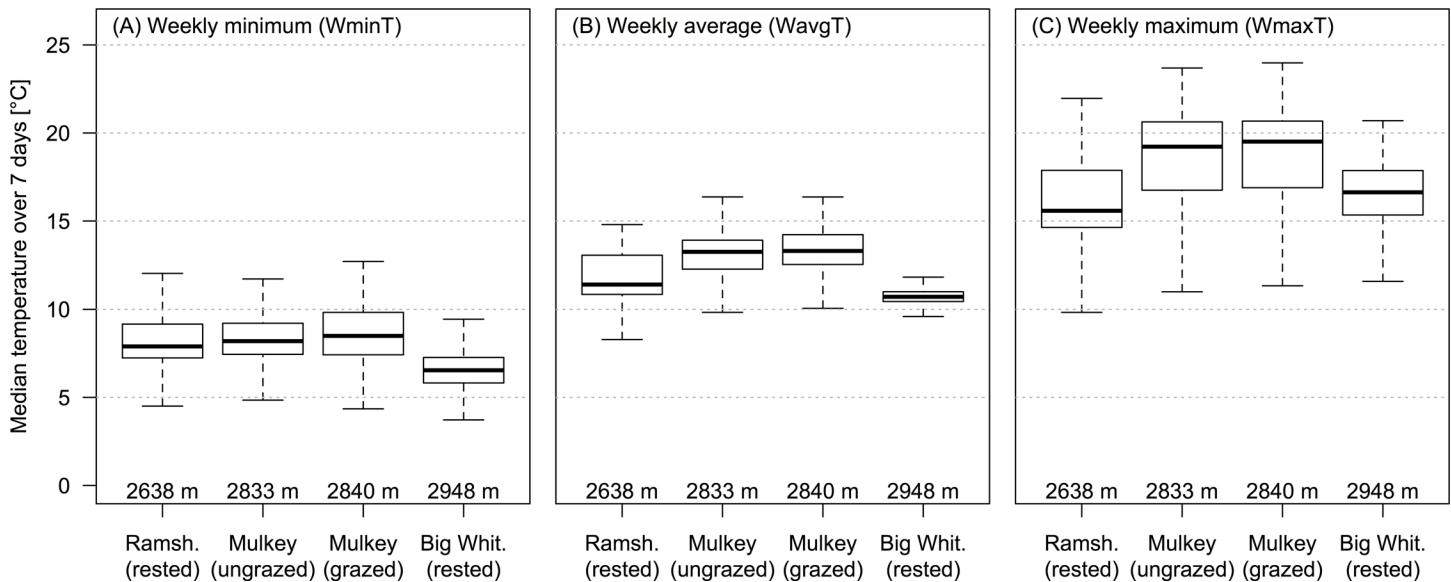 (A) Weekly minimum (WminT)
(B) Weekly average (WavgT)
(C) Weekly maximum (WmaxT)
Median temperature over 7 days [°C]
25
20
15
10
5
0
2638 m 2833 m 2840 m 2948 m
2638 m 2833 m 2840 m 2948 m
2638 m 2833 m 2840 m 2948 m
Ramsh. Mulkey Mulkey Big Whit.
(rested) (ungrazed) (grazed) (rested)
Ramsh. Mulkey Mulkey Big Whit.
(rested) (ungrazed) (grazed) (rested)
Ramsh. Mulkey Mulkey Big Whit.
(rested) (ungrazed) (grazed) (rested)